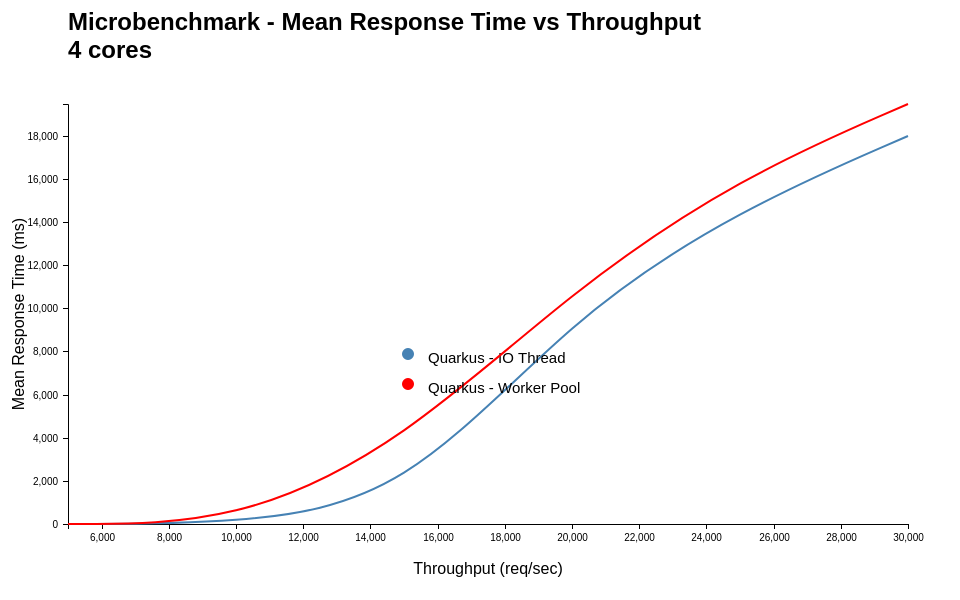 Microbenchmark - Mean Response Time vs Throughput
4 cores
Mean Response Time (ms)
18,000
16,000
14,000
12,000
10,000
8,000
6,000
4,000
2,000
0
Quarkus - IO Thread
Quarkus - Worker Pool
6,000 8,000 10,000 12,000 14,000 16,000 18,000 20,000 22,000 24,000 26,000 28,000 30,000
Throughput (req/sec)